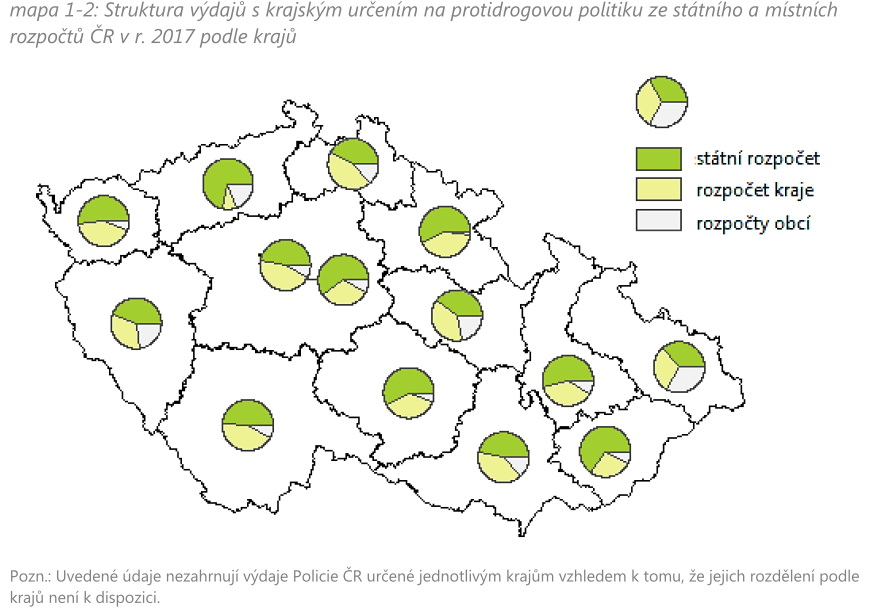 mapa 1-2: Struktura výdajů s krajským určením na protidrogovou politiku ze státního a místních
rozpočtů ČR v r. 2017 podle krajů
státní rozpočet
rozpočet kraje
rozpočty obcí
Pozn.: Uvedené údaje nezahrnují výdaje Policie ČR určené jednotlivým krajům vzhledem k tomu, že jejich rozdělení podle
krajů není k dispozici.